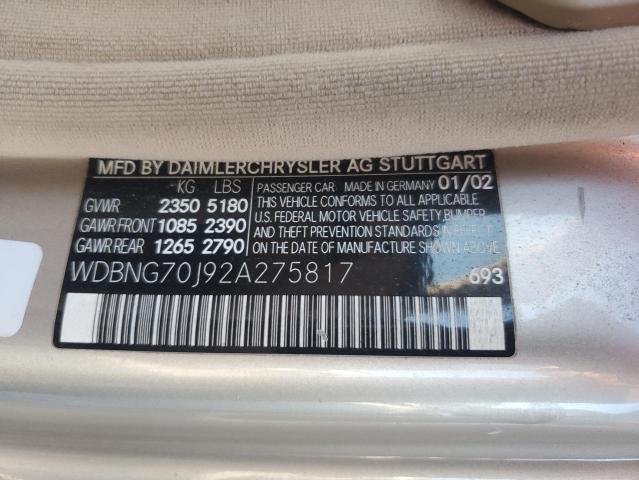 MFD BY DAIMLERCHRYSLER AG STUTTGART
KG LBS
GVWR 2350 5180
GAWR FRONT 1085 2390
GAWR REAR 1265 2790
PASSENGER CAR MADE IN GERMANY 01/02
THIS VEHICLE CONFORMS TO ALL APPLICABLE
U.S. FEDERAL MOTOR VEHICLE SAFETY, BUMPER
AND THEFT PREVENTION STANDARDS IN EFFECT
ON THE DATE OF MANUFACTURE SHOWN ABOVE.
WDBNG70J92A275817 693